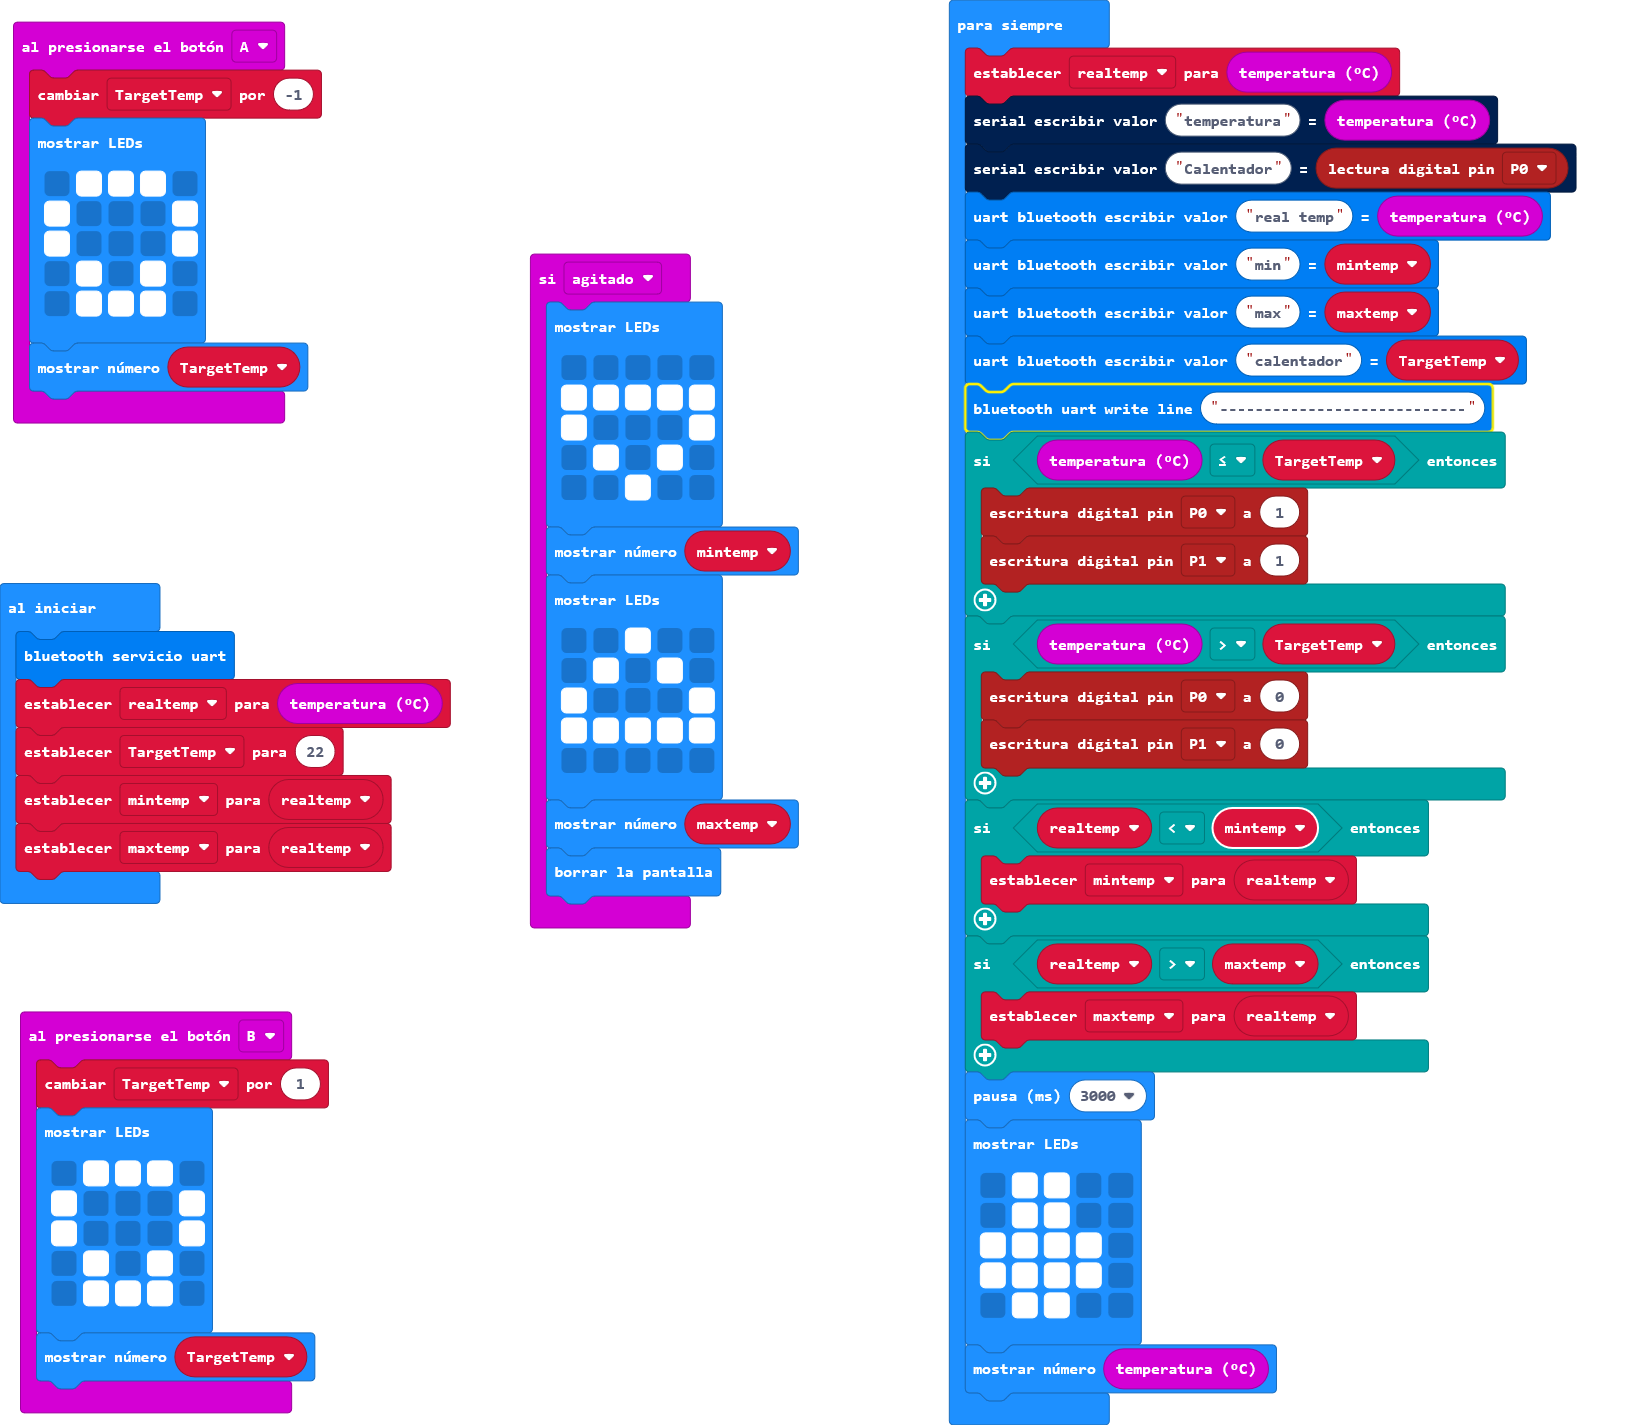 al presionarse el botón A
cambiar TargetTemp por -1
mostrar LEDs
mostrar número TargetTemp
al iniciar
bluetooth servicio uart
establecer realtemp para temperatura (ºC)
establecer TargetTemp para 22
establecer mintemp para realtemp
establecer maxtemp para realtemp
al presionarse el botón B
cambiar TargetTemp por 1
mostrar LEDs
mostrar número TargetTemp
si agitado
mostrar LEDs
mostrar número mintemp
mostrar LEDs
mostrar número maxtemp
borrar la pantalla
para siempre
establecer realtemp para temperatura (ºC)
serial escribir valor "temperatura" = temperatura (ºC)
serial escribir valor "Calentador" = lectura digital pin P0
uart bluetooth escribir valor "real temp" = temperatura (ºC)
uart bluetooth escribir valor "min" = mintemp
uart bluetooth escribir valor "max" = maxtemp
uart bluetooth escribir valor "calentador" = TargetTemp
bluetooth uart write line "----------------------------"
si temperatura (ºC) ≤ TargetTemp entonces
escritura digital pin P0 a 1
escritura digital pin P1 a 1
si temperatura (ºC) > TargetTemp entonces
escritura digital pin P0 a 0
escritura digital pin P1 a 0
si realtemp < mintemp entonces
establecer mintemp para realtemp
si realtemp > maxtemp entonces
establecer maxtemp para realtemp
pausa (ms) 3000
mostrar LEDs
mostrar número temperatura (ºC)